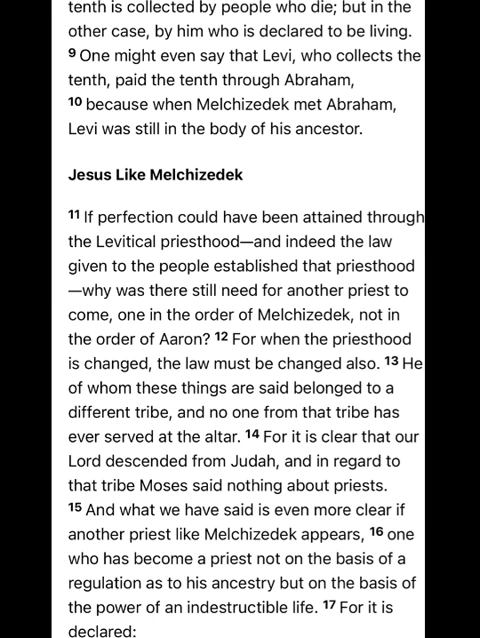 tenth is collected by people who die; but in the
other case, by him who is declared to be living.
9 One might even say that Levi, who collects the
tenth, paid the tenth through Abraham,
10 because when Melchizedek met Abraham,
Levi was still in the body of his ancestor.
Jesus Like Melchizedek
11 If perfection could have been attained through
the Levitical priesthood—and indeed the law
given to the people established that priesthood
—why was there still need for another priest to
come, one in the order of Melchizedek, not in
the order of Aaron? 12 For when the priesthood
is changed, the law must be changed also. 13 He
of whom these things are said belonged to a
different tribe, and no one from that tribe has
ever served at the altar. 14 For it is clear that our
Lord descended from Judah, and in regard to
that tribe Moses said nothing about priests.
15 And what we have said is even more clear if
another priest like Melchizedek appears, 16 one
who has become a priest not on the basis of a
regulation as to his ancestry but on the basis of
the power of an indestructible life. 17 For it is
declared: